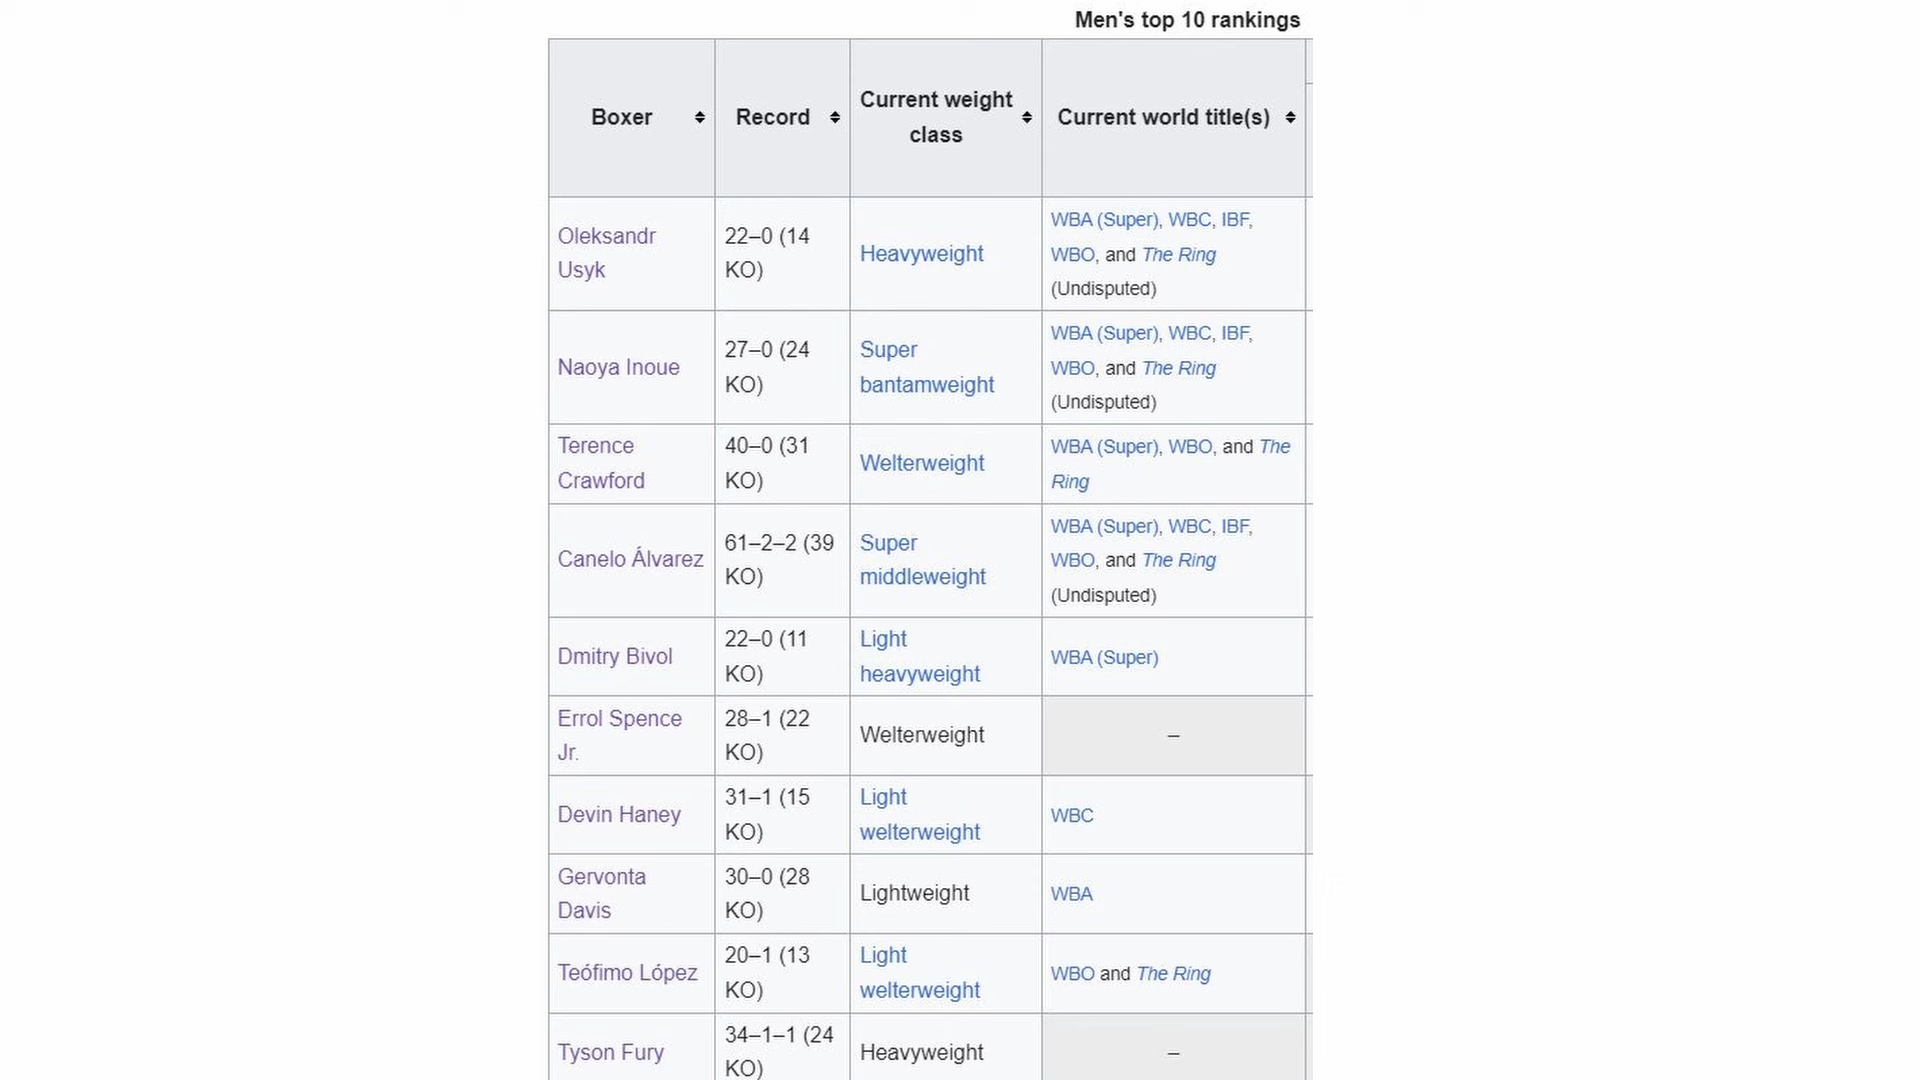 Men's top 10 rankings
Boxer
Record
Current weight
class
Current world title(s)
Oleksandr
Usyk
22–0 (14
KO)
Heavyweight
WBA (Super), WBC, IBF,
WBO, and The Ring
(Undisputed)
Naoya Inoue
27–0 (24
KO)
Super
bantamweight
WBA (Super), WBC, IBF,
WBO, and The Ring
(Undisputed)
Terence
Crawford
40–0 (31
KO)
Welterweight
WBA (Super), WBO, and The
Ring
Canelo Álvarez
61–2–2 (39
KO)
Super
middleweight
WBA (Super), WBC, IBF,
WBO, and The Ring
(Undisputed)
Dmitry Bivol
22–0 (11
KO)
Light
heavyweight
WBA (Super)
Errol Spence
Jr.
28–1 (22
KO)
Welterweight
–
Devin Haney
31–1 (15
KO)
Light
welterweight
WBC
Gervonta
Davis
30–0 (28
KO)
Lightweight
WBA
Teófimo López
20–1 (13
KO)
Light
welterweight
WBO and The Ring
Tyson Fury
34–1–1 (24
KO)
Heavyweight
–